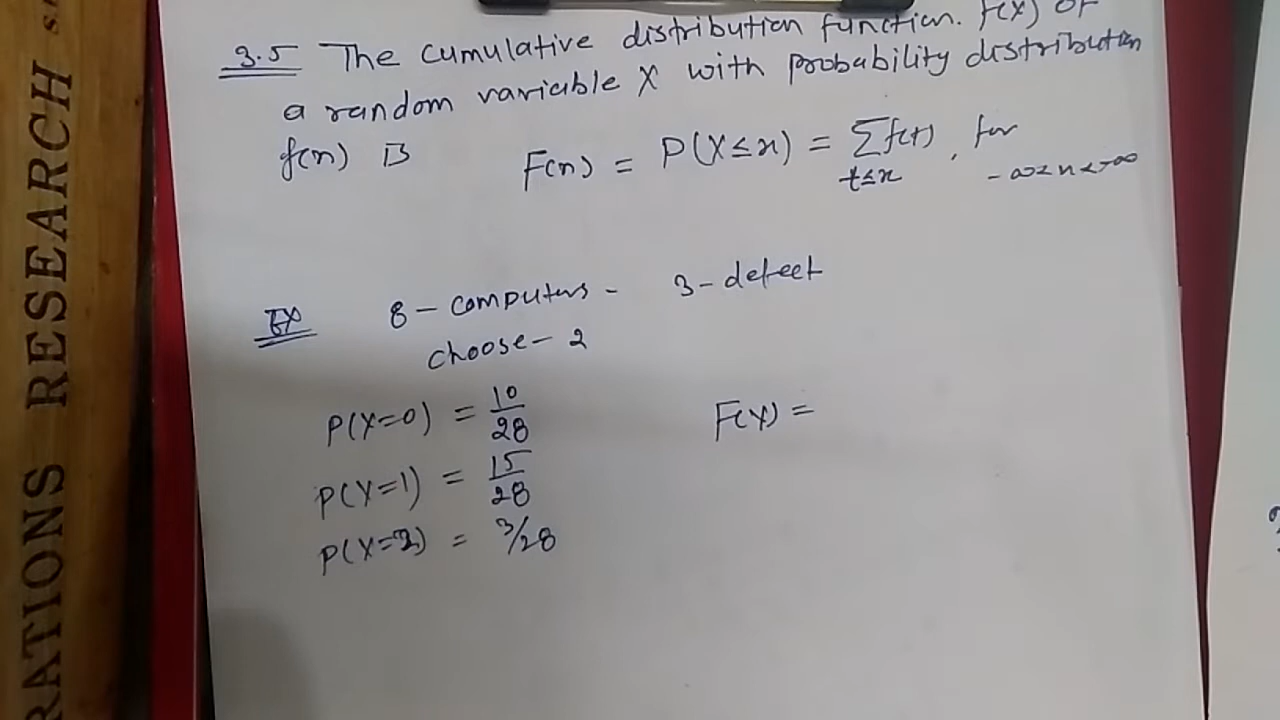 3.5 The cumulative distribution function. F(x) of
a random variable X with probability distribution
f(n) is F(n) = P(X≤x) = ∑f(t), for
t≤x -∞<x<+∞
EX 8 - computers - 3 - defect
choose - 2
P(X=0) = 10/28 F(X) =
P(X=1) = 15/28
P(X=2) = 3/28
RATIONS RESEARCH